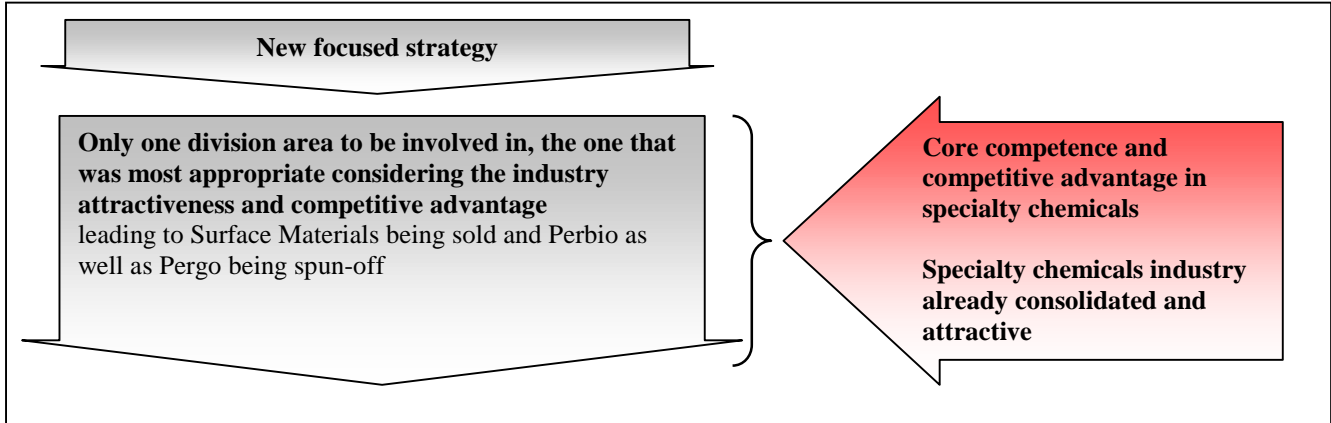 New focused strategy
Only one division area to be involved in, the one that
was most appropriate considering the industry
attractiveness and competitive advantage
leading to Surface Materials being sold and Perbio as
well as Pergo being spun-off
Core competence and
competitive advantage in
specialty chemicals
Specialty chemicals industry
already consolidated and
attractive